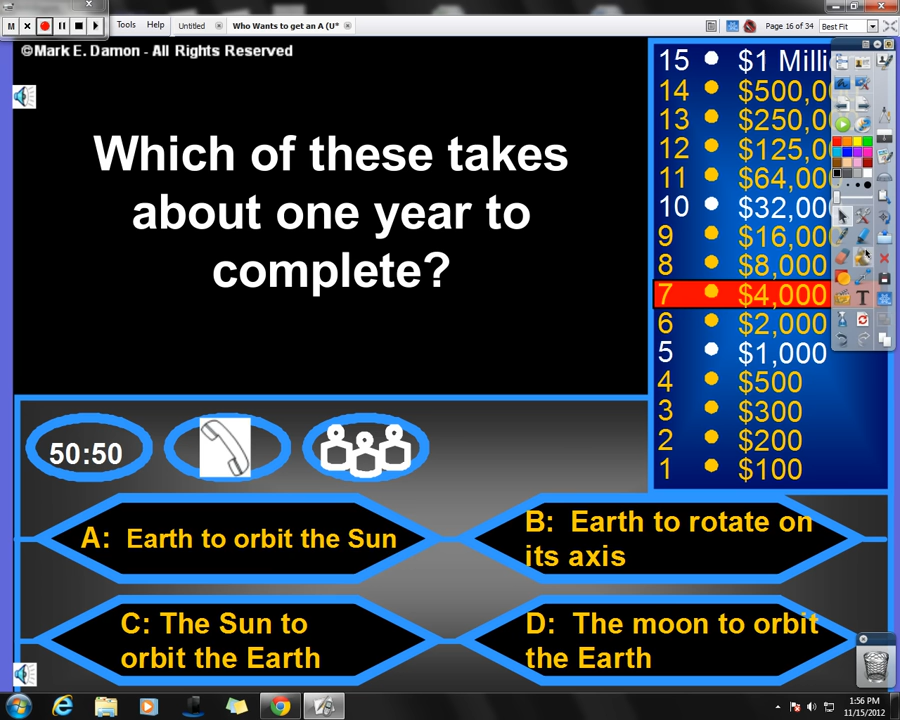 M
Tools Help Untitled Who Wants to get an A (U*
Page 16 of 34 Best Fit
©Mark E. Damon - All Rights Reserved
Which of these takes
about one year to
complete?
15 • $1 Milli
14 • $500,0
13 • $250,0
12 • $125,0
11 • $64,00
10 • $32,00
9 • $16,00
8 • $8,000
7 • $4,000
6 • $2,000
5 • $1,000
4 • $500
3 • $300
2 • $200
1 • $100
50:50
A: Earth to orbit the Sun
B: Earth to rotate on
its axis
C: The Sun to
orbit the Earth
D: The moon to orbit
the Earth
T
1:56 PM
11/15/2012